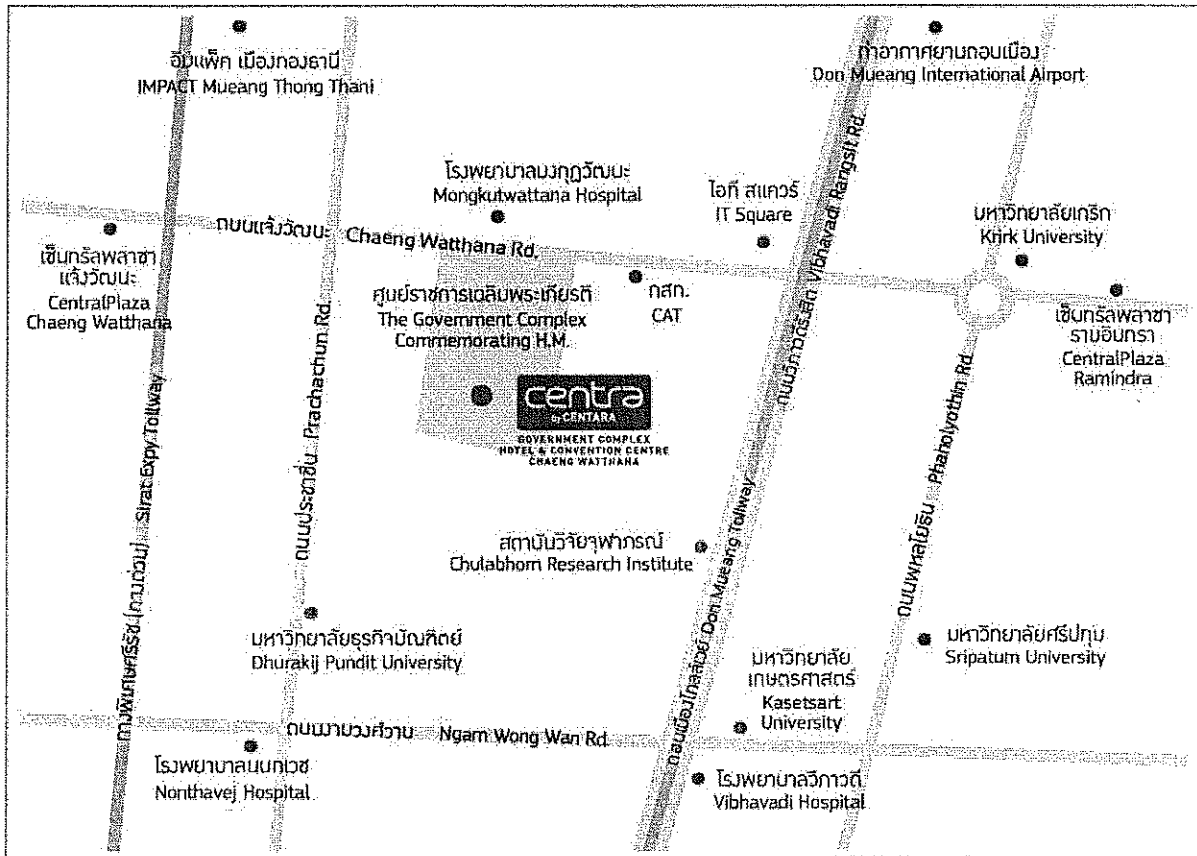 อิมแพ็ค เมืองทองธานี
IMPACT Mueang Thong Thani
ท่าอากาศยานดอนเมือง
Don Mueang International Airport
โรงพยาบาลมงกุฎวัฒนะ
Mongkutwattana Hospital
ไอที สแควร์
IT Square
มหาวิทยาลัยเกริก
Krirk University
ถนนแจ้งวัฒนะ Chaeng Watthana Rd.
เซ็นทรัลพลาซา
แจ้งวัฒนะ
CentralPlaza
Chaeng Watthana
ศูนย์ราชการเฉลิมพระเกียรติ
The Government Complex
Commemorating H.M.
กสท.
CAT
เซ็นทรัลพลาซา
รามอินทรา
CentralPlaza
Ramindra
centra
by CENTARA
GOVERNMENT COMPLEX
HOTEL & CONVENTION CENTRE
CHAENG WATTHANA
ทางพิเศษศรีรัช (ทางด่วน) Sirat Expy Tollway
ถนนประชาชื่น Prachachun Rd.
ถนนวิภาวดีรังสิต Vibhavadi Rangsit Rd.
ดอนเมืองโทลล์เวย์ Don Mueang Tollway
ถนนพหลโยธิน Phaholyothin Rd.
สถาบันวิจัยจุฬาภรณ์
Chulabhorn Research Institute
มหาวิทยาลัยธุรกิจบัณฑิตย์
Dhurakij Pundit University
มหาวิทยาลัย
เกษตรศาสตร์
Kasetsart
University
มหาวิทยาลัยศรีปทุม
Sripatum University
ถนนงามวงศ์วาน Ngam Wong Wan Rd.
โรงพยาบาลนนทเวช
Nonthavej Hospital
โรงพยาบาลวิภาวดี
Vibhavadi Hospital